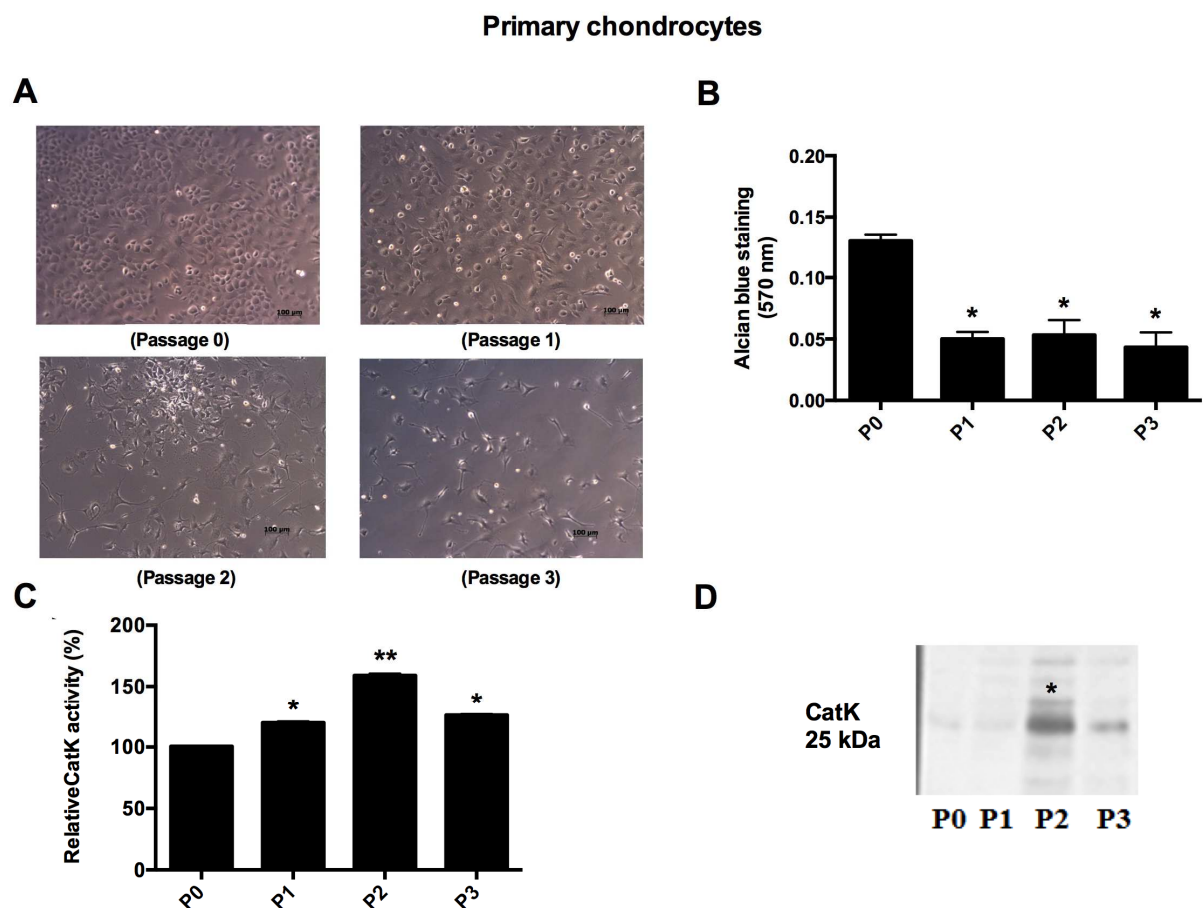 Primary chondrocytes
A
100 µm
100 µm
(Passage 0)
(Passage 1)
100 µm
100 µm
(Passage 2)
(Passage 3)
B
Alcian blue staining
(570 nm)
0.20
0.15
0.10
0.05
0.00
*
*
*
P0
P1
P2
P3
C
RelativeCatK activity (%)
200
150
100
50
0
*
**
*
P0
P1
P2
P3
D
*
CatK
25 kDa
P0 P1 P2 P3